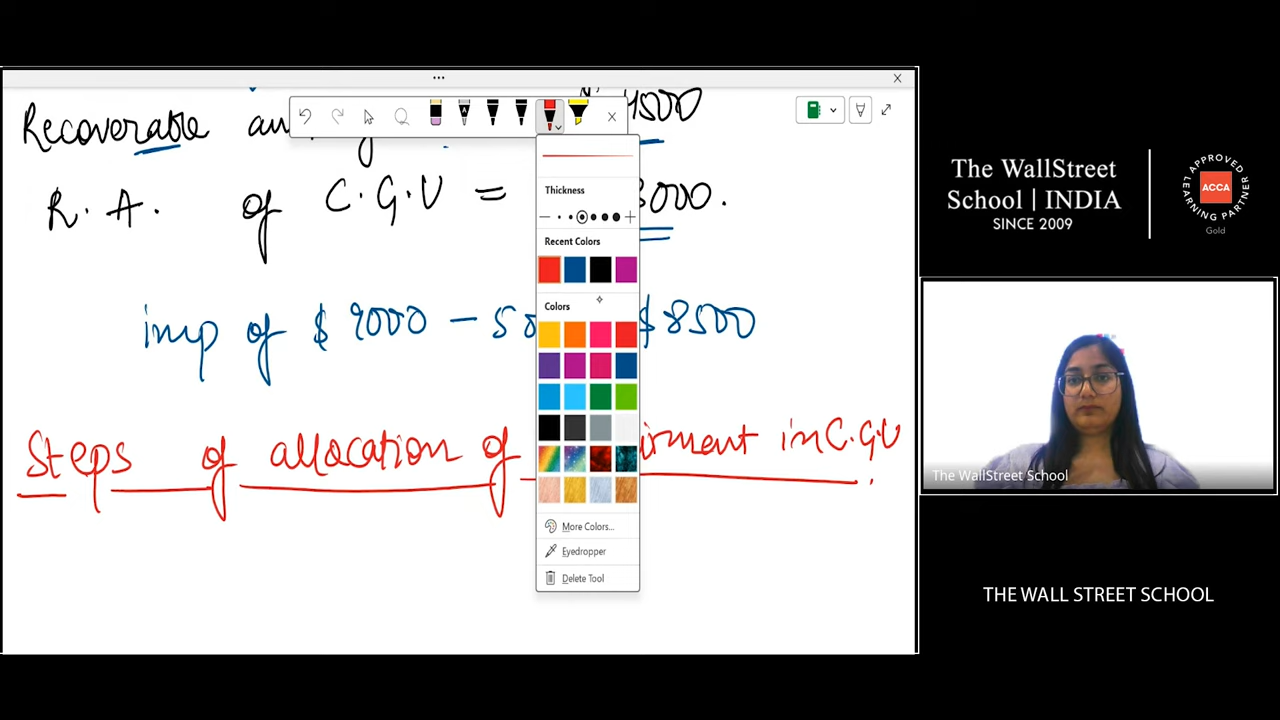 Recoverable
4500
R.A. of C.G.U = 8000.
imp of $ 9000 - 50 $ 8500
Steps of allocation of irment in C.G.U
Thickness
Recent Colors
Colors
More Colors...
Eyedropper
Delete Tool
The WallStreet
School | INDIA
SINCE 2009
APPROVED
LEARNING PARTNER
ACCA
Gold
The WallStreet School
THE WALL STREET SCHOOL